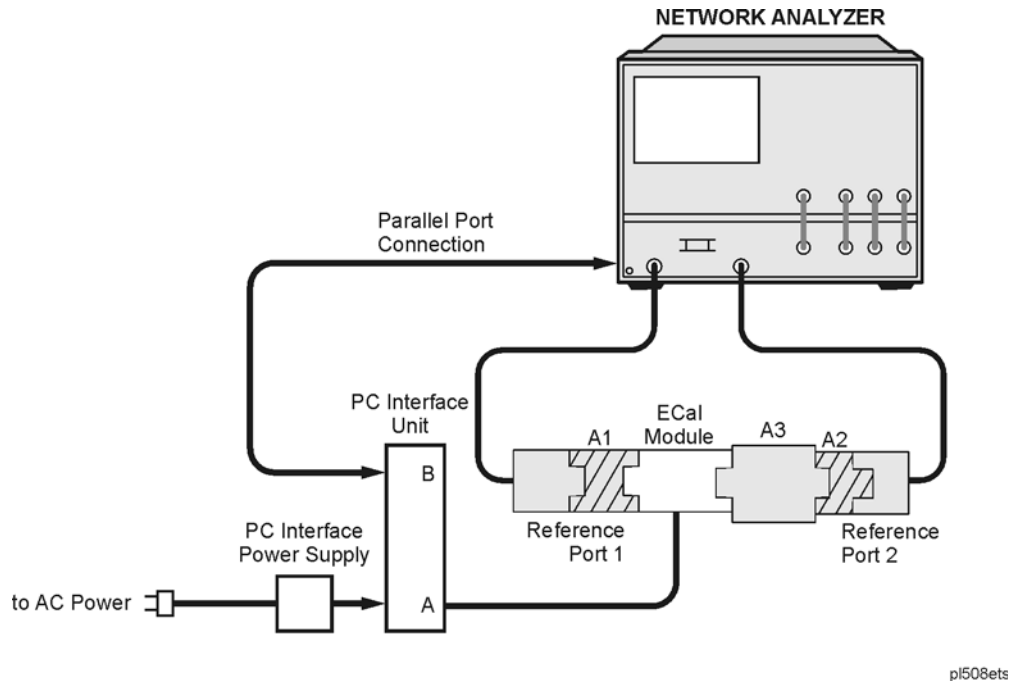 NETWORK ANALYZER
Parallel Port
Connection
PC Interface
Unit
ECal
Module
A1
A3
A2
B
Reference
Port 1
Reference
Port 2
PC Interface
Power Supply
to AC Power
A
pl508ets